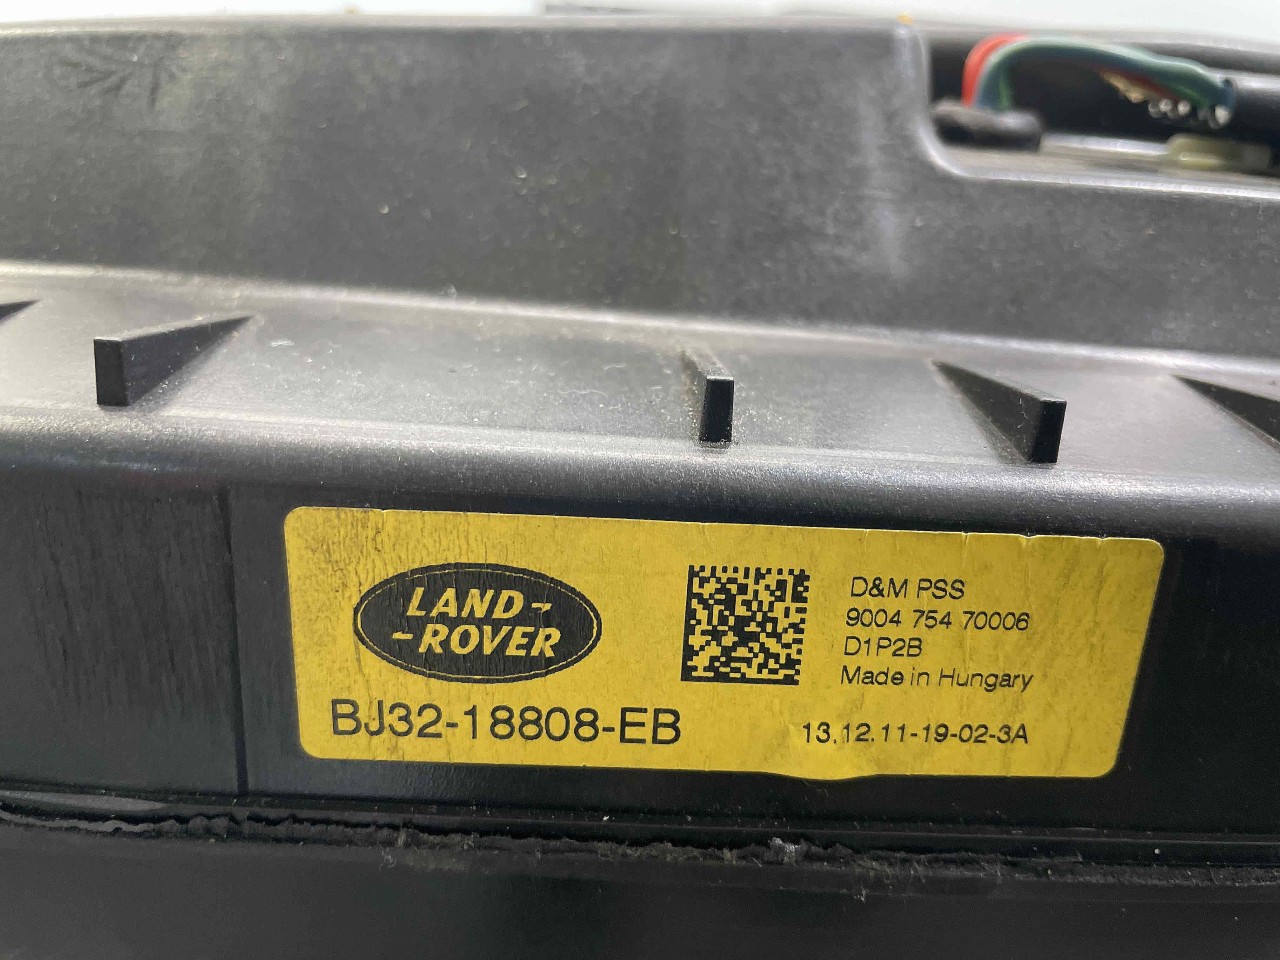 LAND-
-ROVER
BJ32-18808-EB
D&M PSS
9004 754 70006
D1P2B
Made in Hungary
13.12.11-19-02-3A